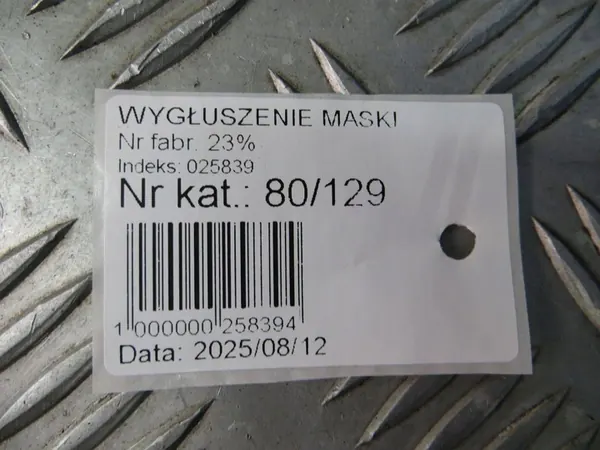 WYGŁUSZENIE MASKI
Nr fabr. 23%
Indeks: 025839
Nr kat.: 80/129
1 000000 258394
Data: 2025/08/12